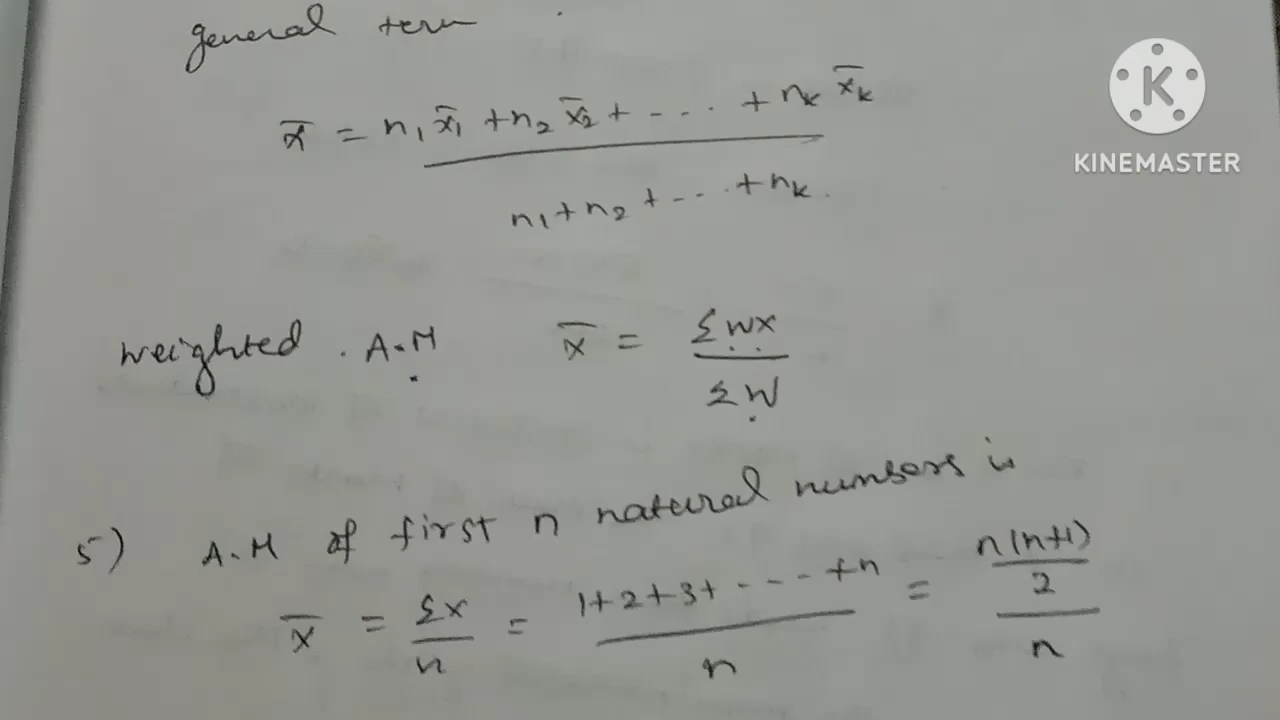 general term
x̄ = n₁x̄₁ + n₂x̄₂ + - - . . + nₖx̄ₖ / n₁ + n₂ + - - . . + nₖ.
K
KINEMASTER
weighted . A.M x̄ = Σwx / Σw
5) A.M of first n natural numbers is
x̄ = Σx / n = 1+2+3+ - - - - +n / n = n(n+1)/2 / n